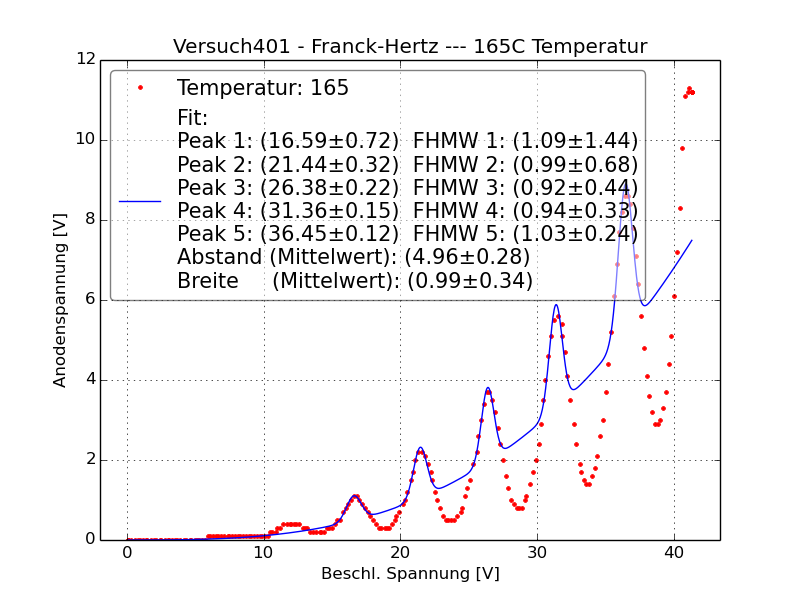 Versuch401 - Franck-Hertz --- 165C Temperatur
12
10
8
6
4
2
0
Anodenspannung [V]
Temperatur: 165
Fit:
Peak 1: (16.59±0.72)  FHMW 1: (1.09±1.44)
Peak 2: (21.44±0.32)  FHMW 2: (0.99±0.68)
Peak 3: (26.38±0.22)  FHMW 3: (0.92±0.44)
Peak 4: (31.36±0.15)  FHMW 4: (0.94±0.33)
Peak 5: (36.45±0.12)  FHMW 5: (1.03±0.24)
Abstand (Mittelwert): (4.96±0.28)
Breite     (Mittelwert): (0.99±0.34)
0 10 20 30 40
Beschl. Spannung [V]